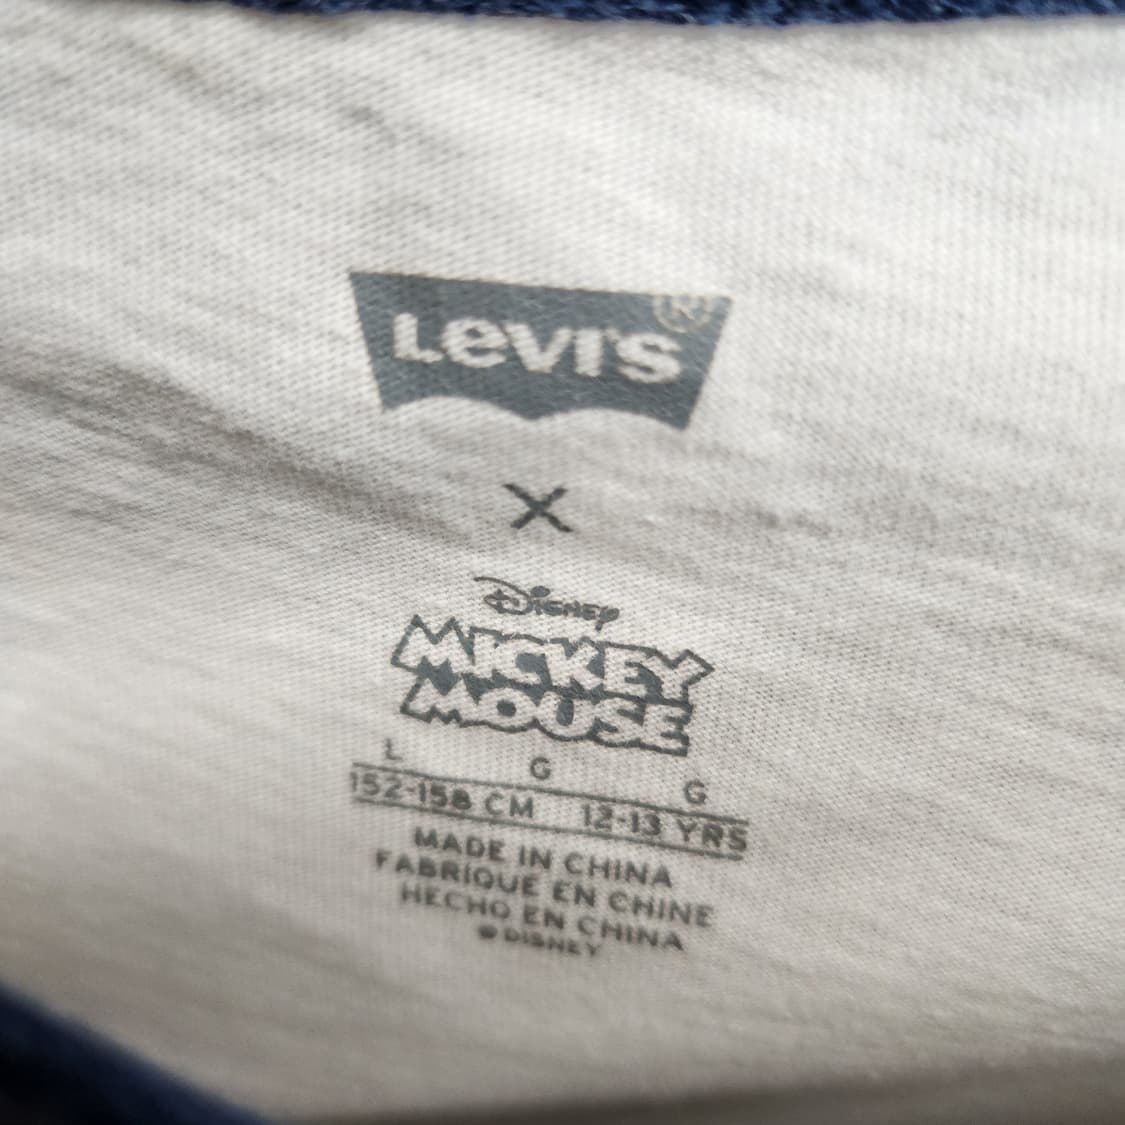 LEVI'S ®
X
Disney
MICKEY
MOUSE
L G G
152-158 CM 12-13 YRS
MADE IN CHINA
FABRIQUE EN CHINE
HECHO EN CHINA
© DISNEY